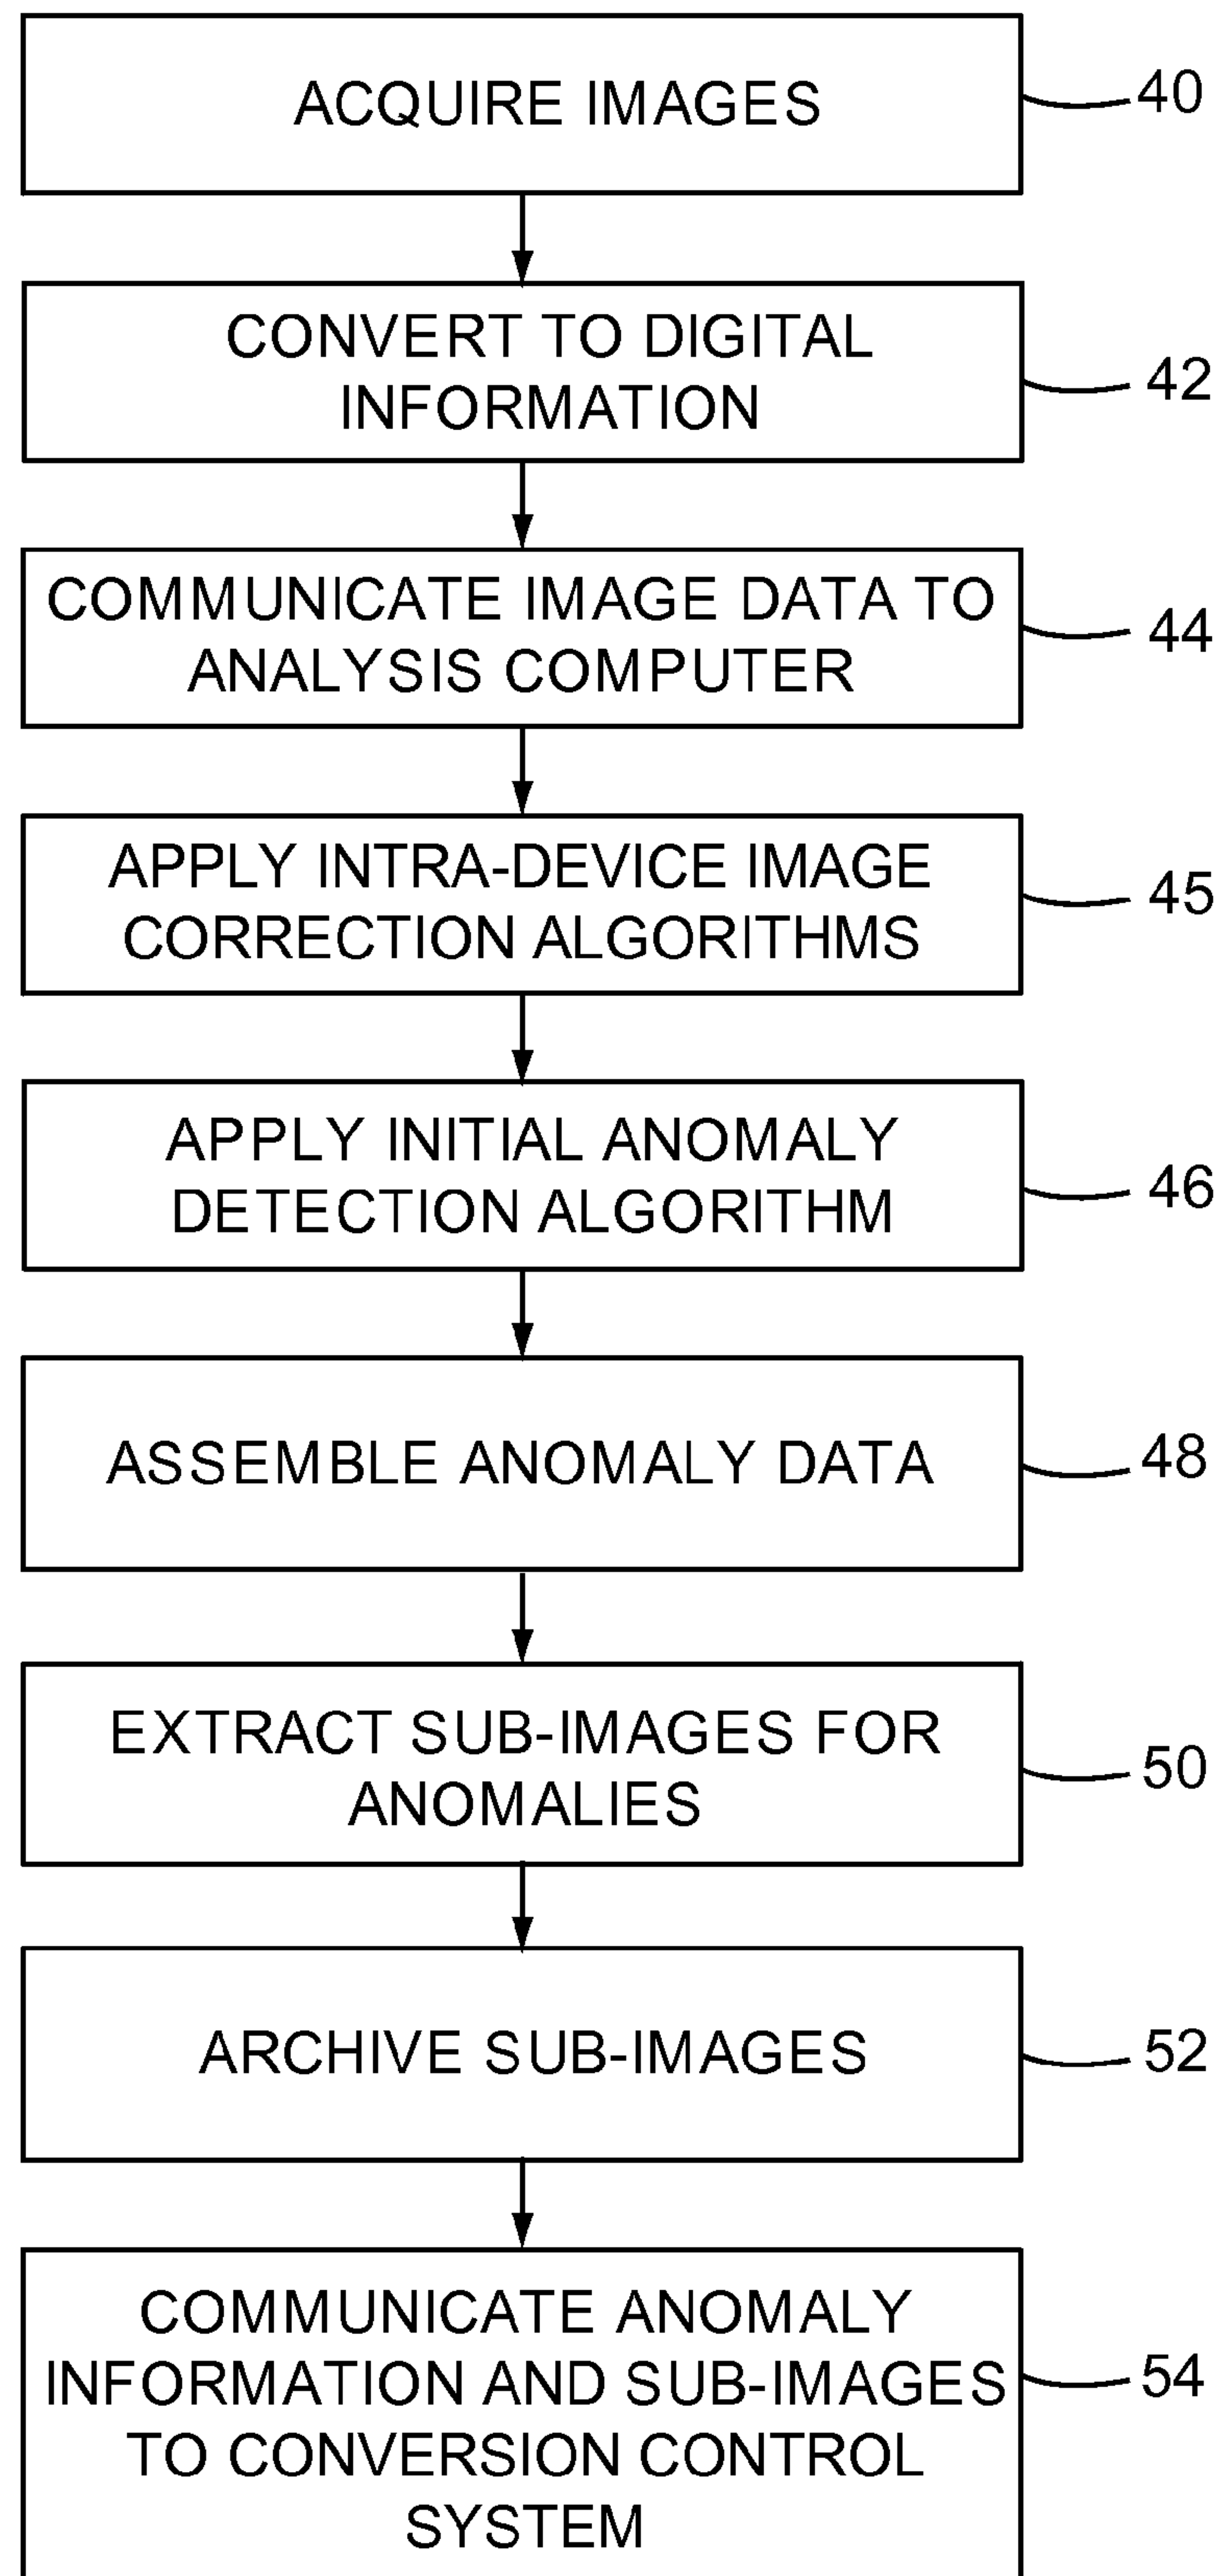 ACQUIRE IMAGES
40
CONVERT TO DIGITAL
INFORMATION
42
COMMUNICATE IMAGE DATA TO
ANALYSIS COMPUTER
44
APPLY INTRA-DEVICE IMAGE
CORRECTION ALGORITHMS
45
APPLY INITIAL ANOMALY
DETECTION ALGORITHM
46
ASSEMBLE ANOMALY DATA
48
EXTRACT SUB-IMAGES FOR
ANOMALIES
50
ARCHIVE SUB-IMAGES
52
COMMUNICATE ANOMALY
INFORMATION AND SUB-IMAGES
TO CONVERSION CONTROL
SYSTEM
54